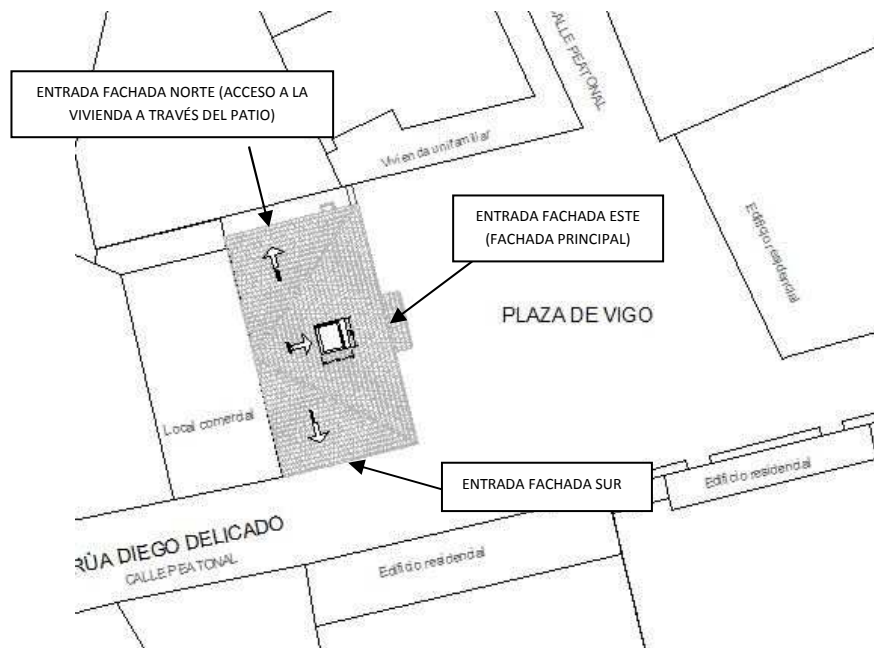 CALLE PEATONAL
ENTRADA FACHADA NORTE (ACCESO A LA
VIVIENDA A TRAVÉS DEL PATIO)
Vivienda unifamiliar
ENTRADA FACHADA ESTE
(FACHADA PRINCIPAL)
Edificio residencial
PLAZA DE VIGO
Local comercial
ENTRADA FACHADA SUR
Edificio residencial
RÚA DIEGO DELICADO
CALLE PEATONAL
Edificio residencial